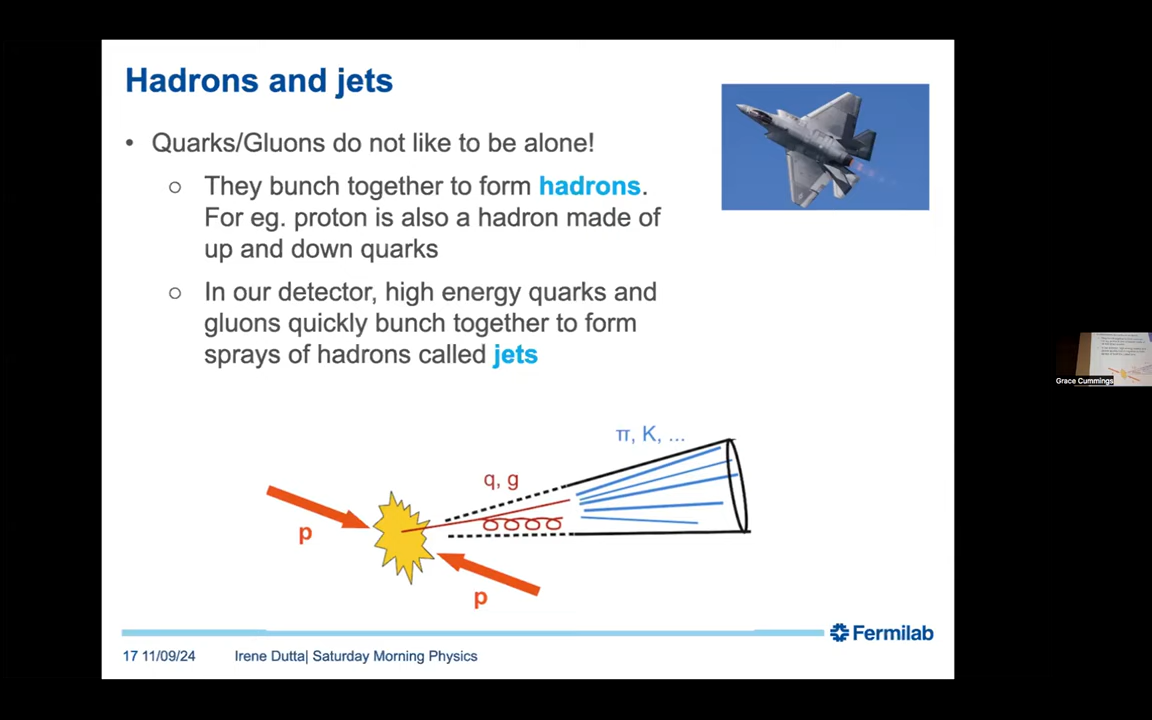 Hadrons and jets
• Quarks/Gluons do not like to be alone!
○ They bunch together to form hadrons.
For eg. proton is also a hadron made of
up and down quarks
○ In our detector, high energy quarks and
gluons quickly bunch together to form
sprays of hadrons called jets
π, K, ...
q, g
p
p
Fermilab
17 11/09/24 Irene Dutta| Saturday Morning Physics
Grace Cummings